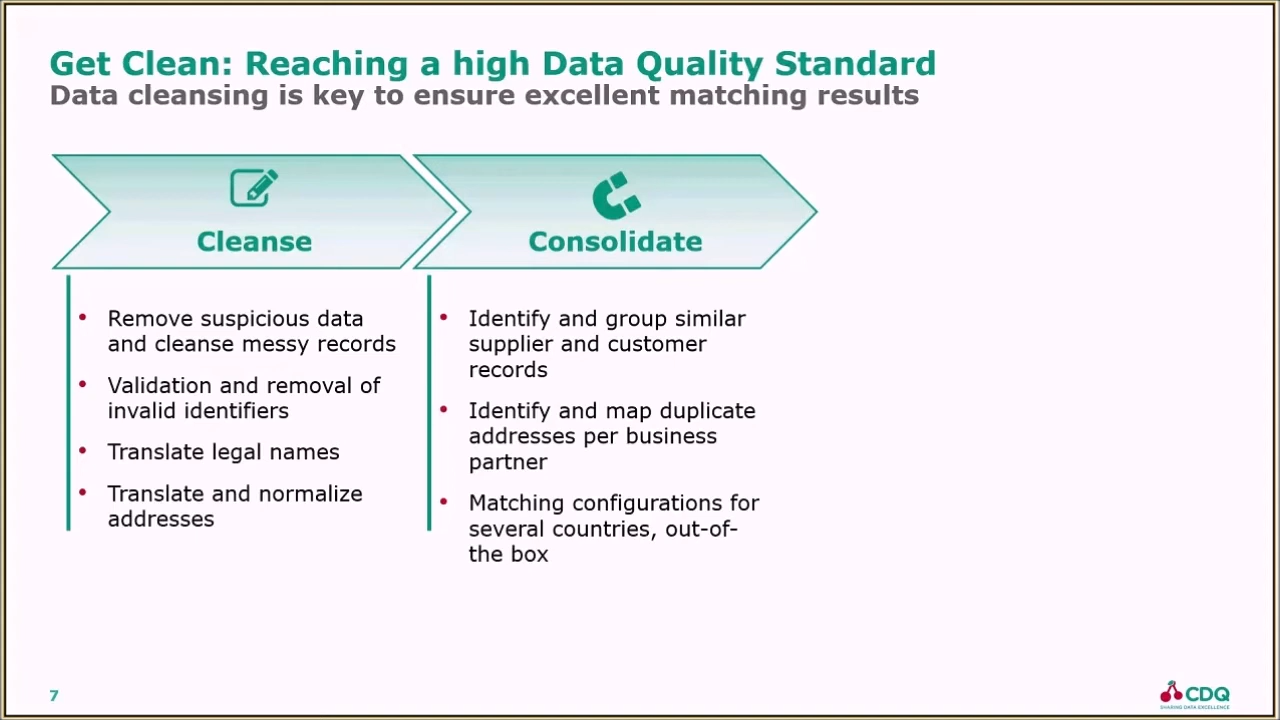 Get Clean: Reaching a high Data Quality Standard
Data cleansing is key to ensure excellent matching results
Cleanse
Consolidate
• Remove suspicious data
and cleanse messy records
• Validation and removal of
invalid identifiers
• Translate legal names
• Translate and normalize
addresses
• Identify and group similar
supplier and customer
records
• Identify and map duplicate
addresses per business
partner
• Matching configurations for
several countries, out-of-
the box
7
CDQ
SHARING DATA EXCELLENCE